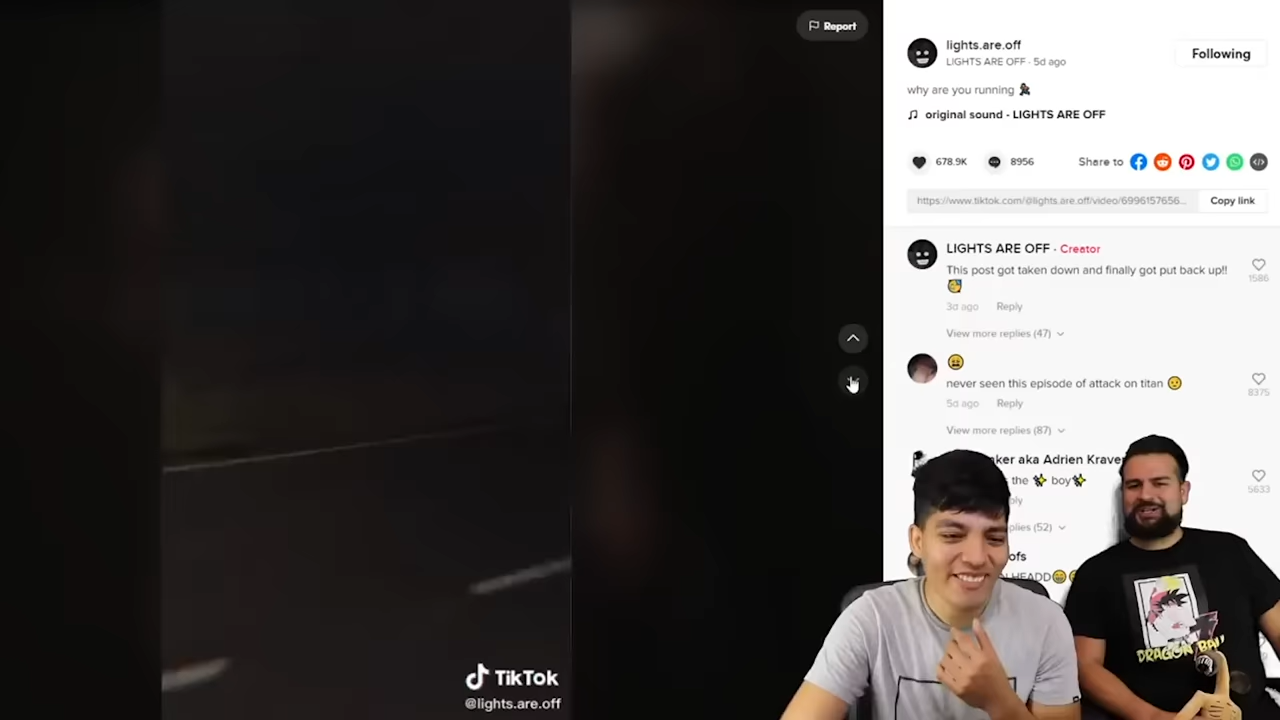 Report
lights.are.off
LIGHTS ARE OFF · 5d ago
Following
why are you running
original sound - LIGHTS ARE OFF
678.9K
8956
Share to
https://www.tiktok.com/@lights.are.off/video/6996157656...
Copy link
LIGHTS ARE OFF · Creator
This post got taken down and finally got put back up!!
1586
3d ago Reply
View more replies (47)
never seen this episode of attack on titan
8375
5d ago Reply
View more replies (87)
aka Adrien
the boy
5633
(52)
TikTok
@lights.are.off
DRAGON BALL